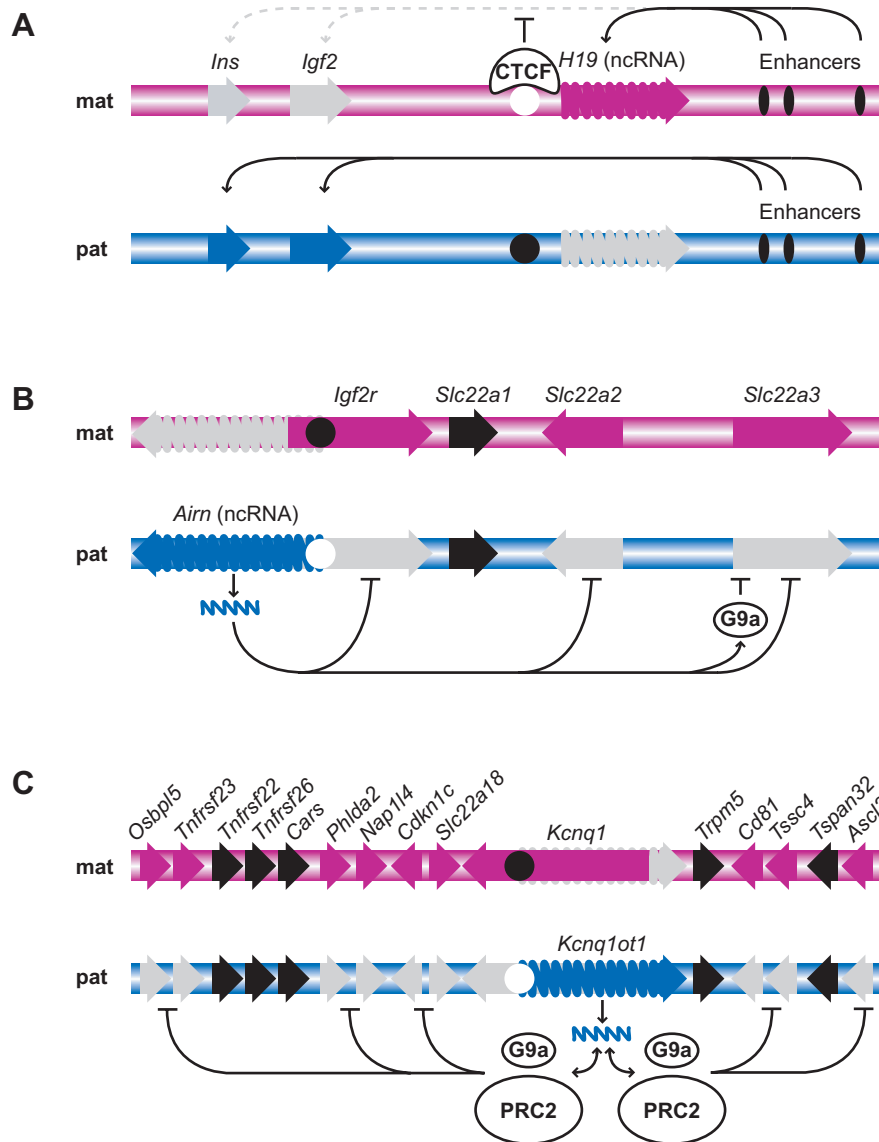 A
Ins
Igf2
CTCF
H19 (ncRNA)
Enhancers
mat
Enhancers
pat
B
Igf2r
Slc22a1
Slc22a2
Slc22a3
mat
Airn (ncRNA)
pat
G9a
C
Osbpl5
Tnfrsf23
Tnfrsf22
Tnfrsf26
Cars
Phlda2
Nap1l4
Cdkn1c
Slc22a18
Kcnq1
Trpm5
Cd81
Tssc4
Tspan32
mat
Kcnq1ot1
pat
G9a
G9a
PRC2
PRC2